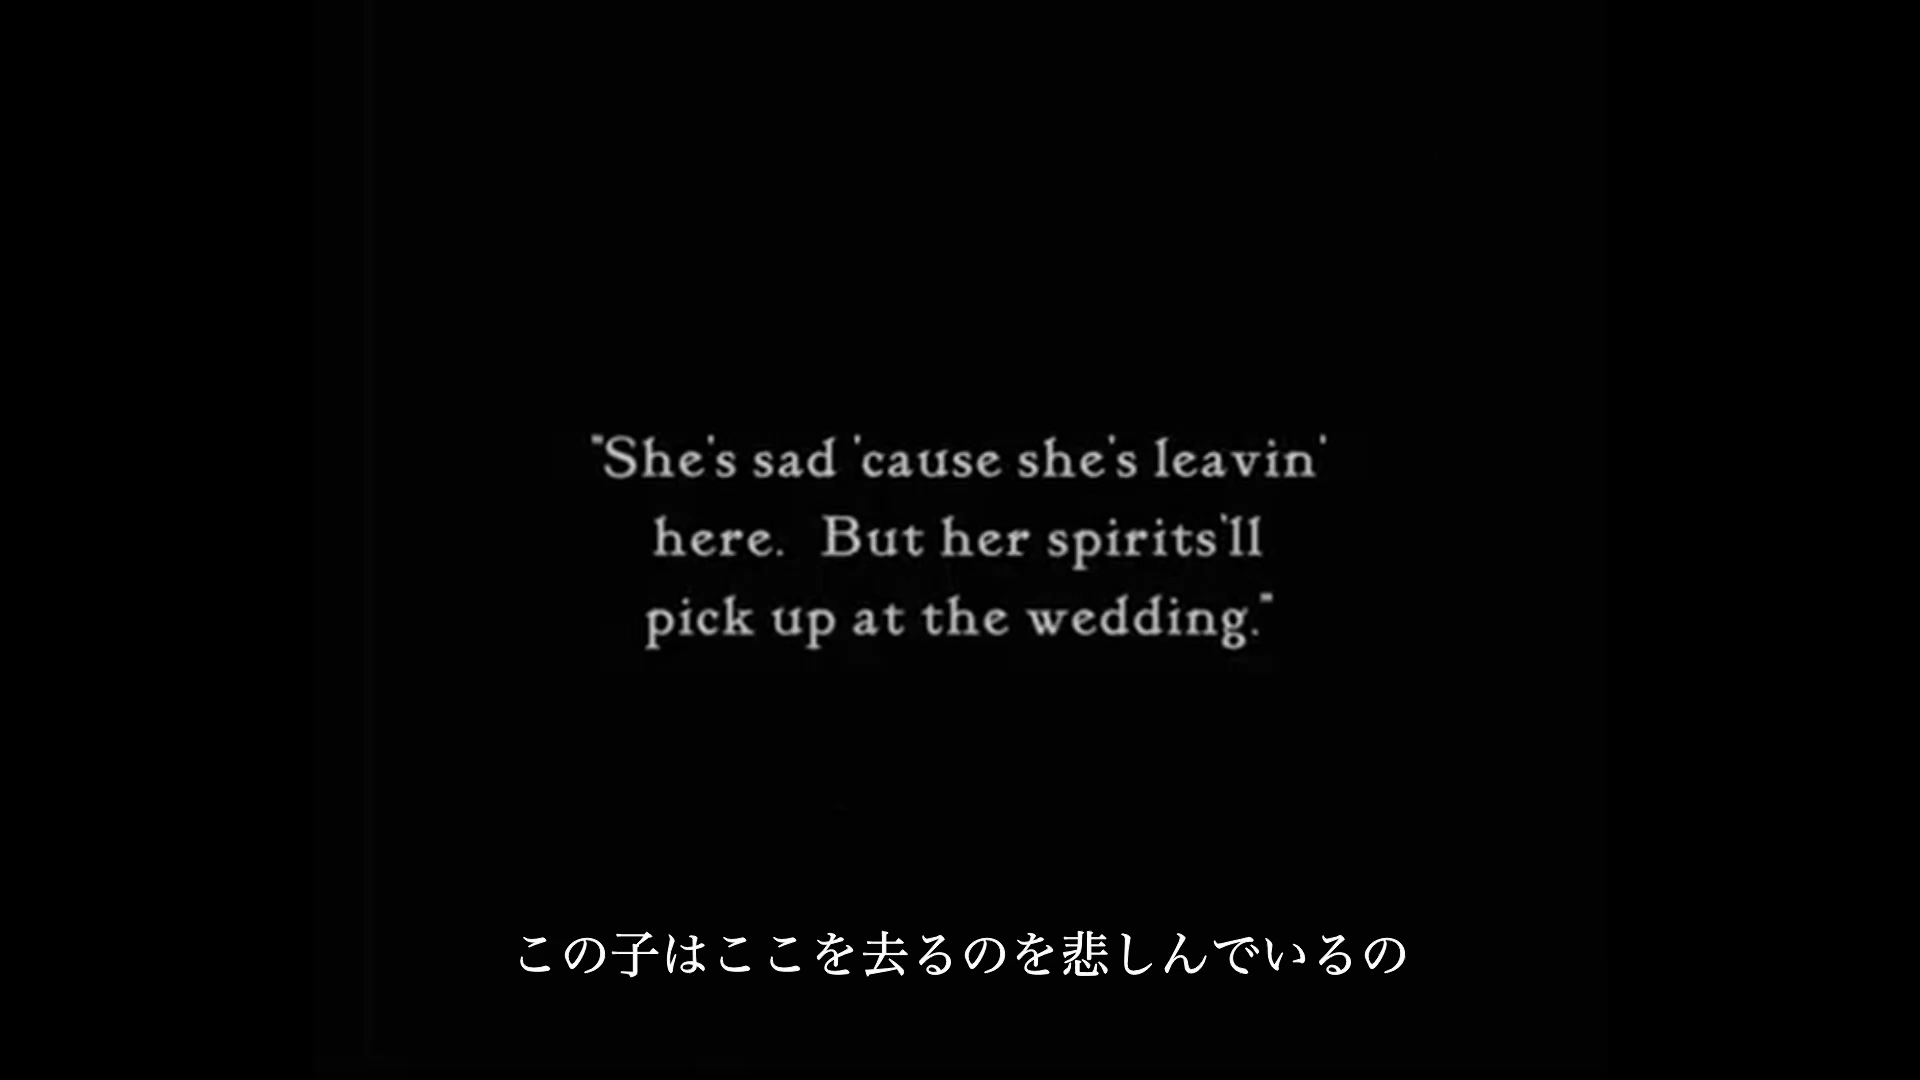 "She's sad 'cause she's leavin'
here.  But her spirits'll
pick up at the wedding."
この子はここを去るのを悲しんでいるの